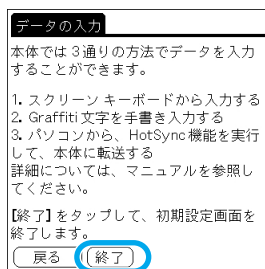 データの入力
本体では3通りの方法でデータを入力
することができます。
1. スクリーン キーボードから入力する
2. Graffiti 文字を手書き入力する
3. パソコンから、HotSync 機能を実行
して、本体に転送する
詳細については、マニュアルを参照し
てください。
【終了】をタップして、初期設定画面を
終了します。
戻る 終了